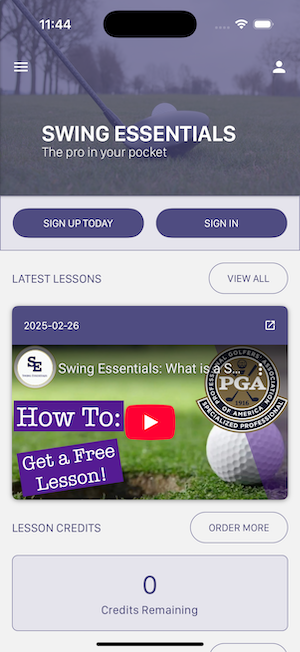 11:44
SWING ESSENTIALS
The pro in your pocket
SIGN UP TODAY
SIGN IN
LATEST LESSONS
VIEW ALL
2025-02-26
SE
Swing Essentials: What is a S...
PROFESSIONAL GOLFERS' ASSOCIATION
PGA
1916
OF AMERICA
SPECIALIZED PROFESSIONAL
How To:
Get a Free
Lesson!
LESSON CREDITS
ORDER MORE
0
Credits Remaining